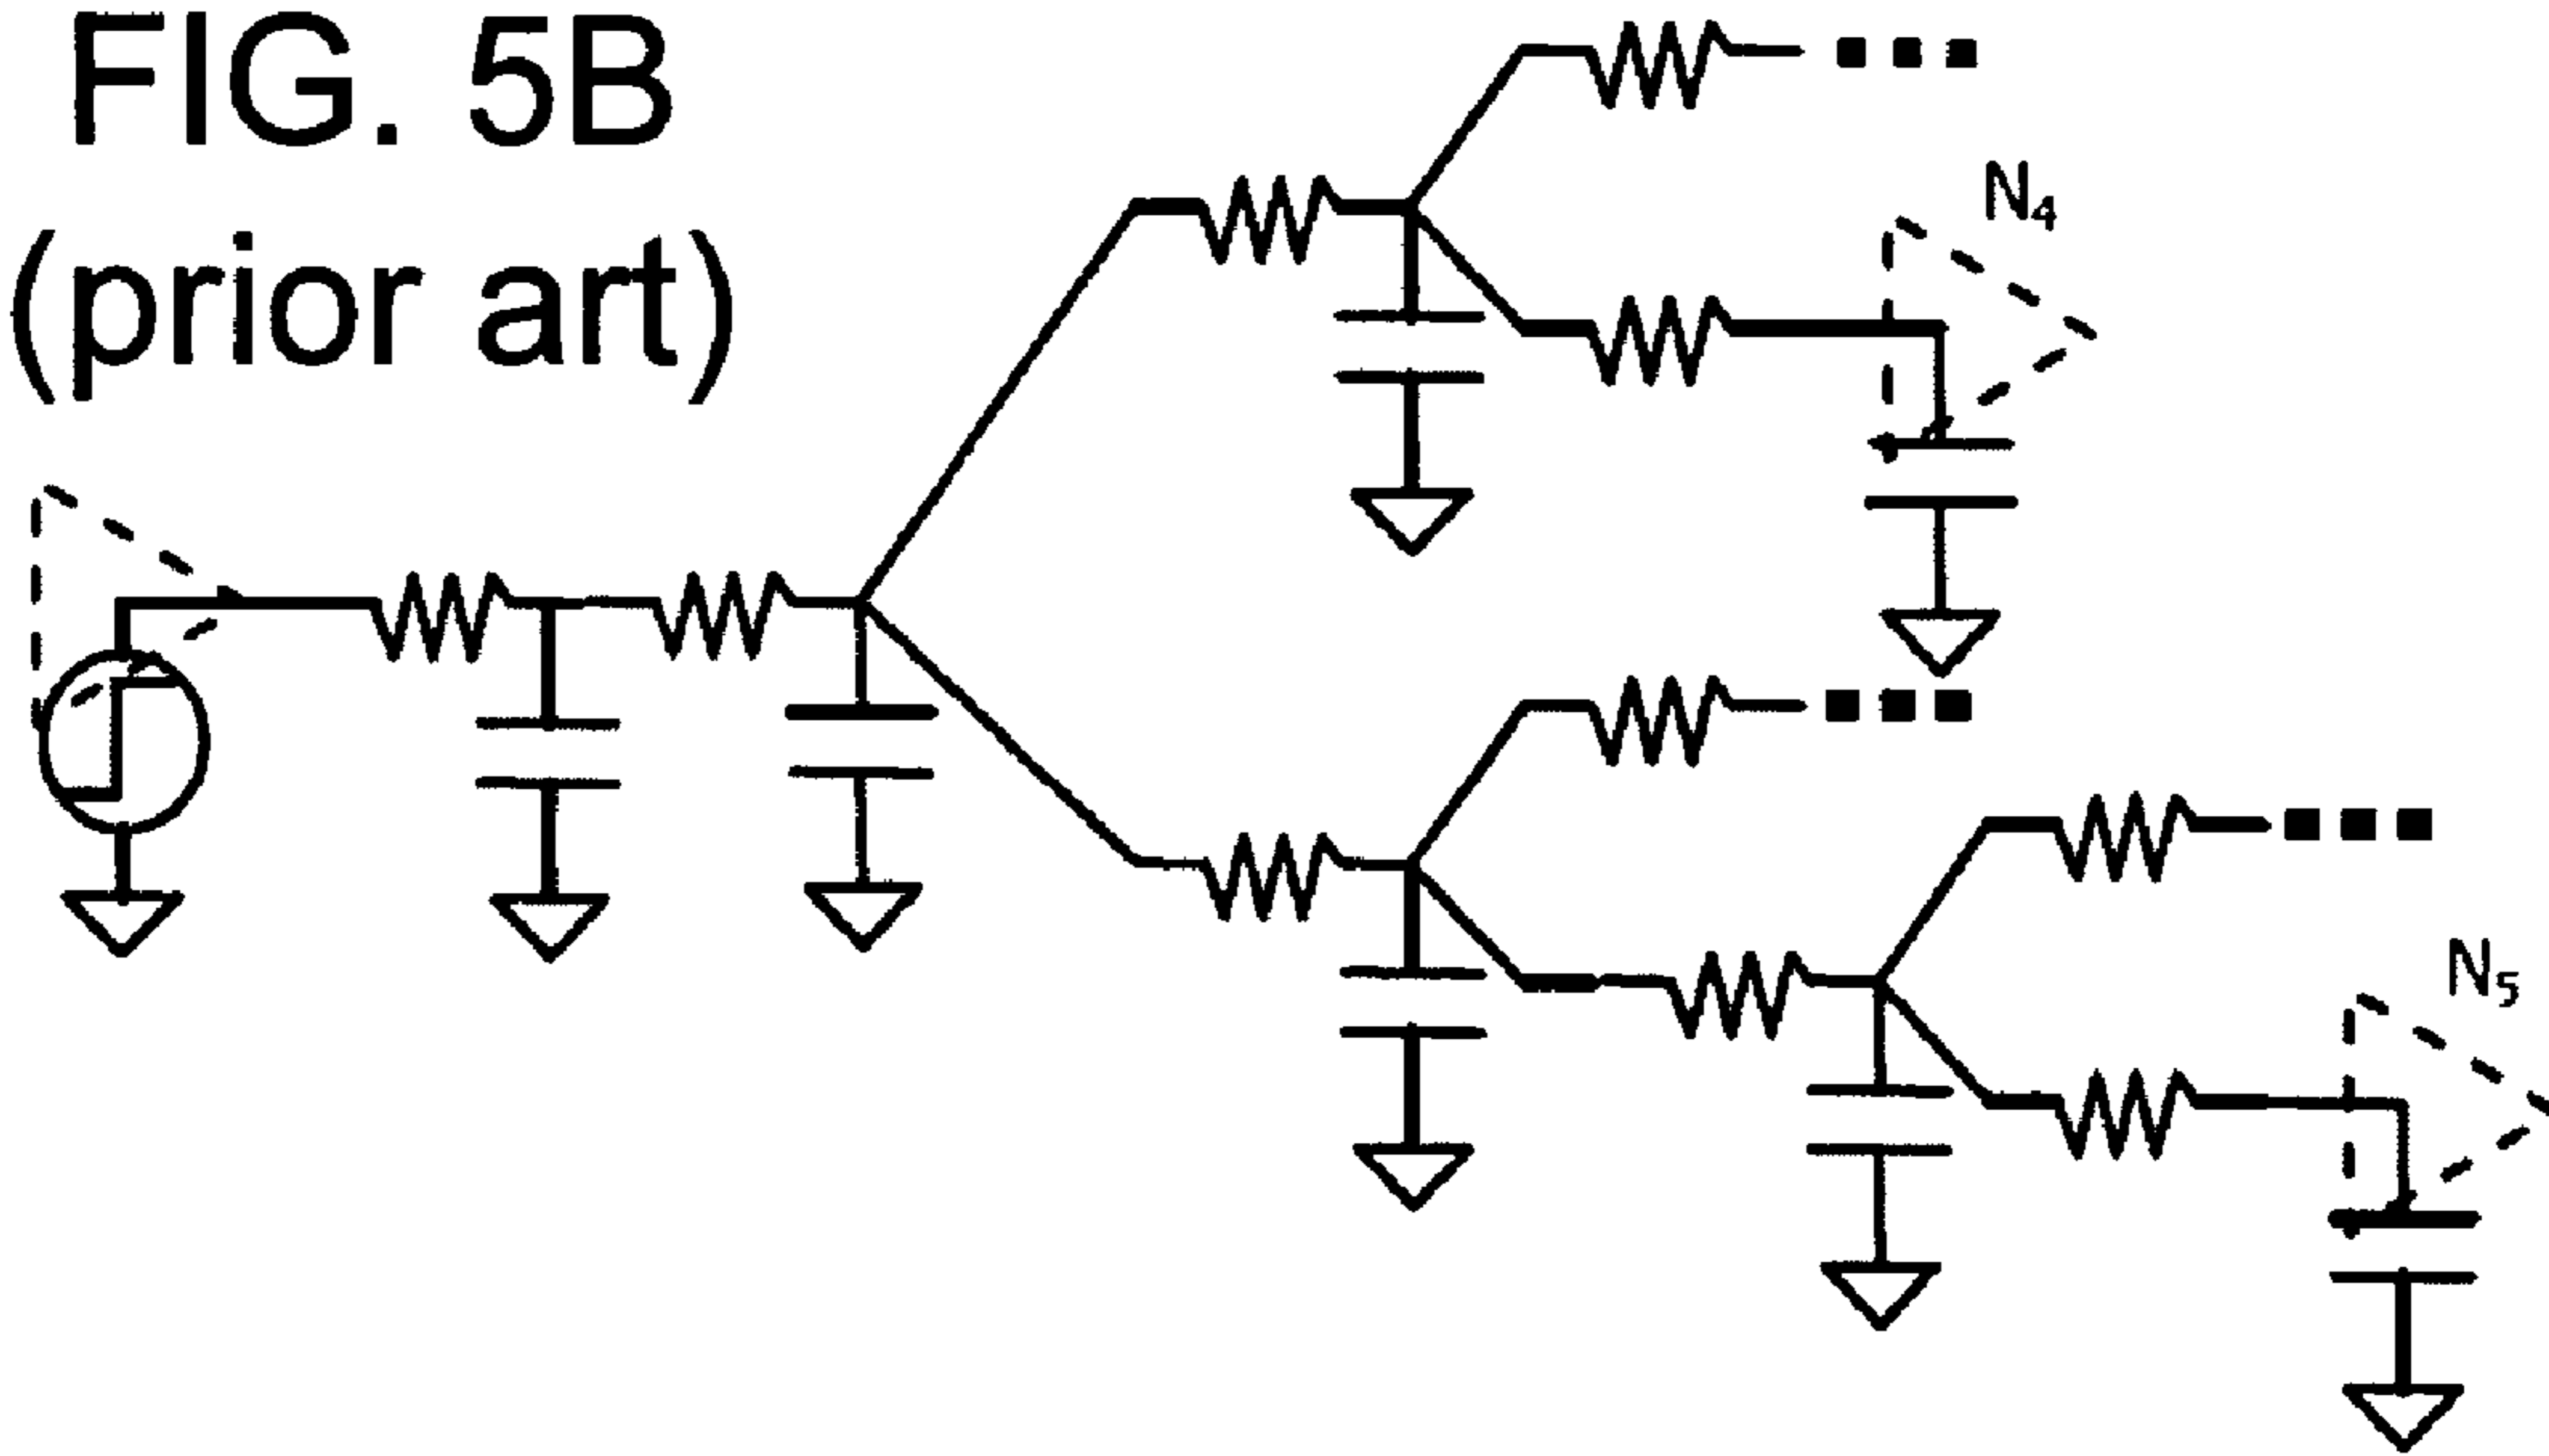 FIG. 5B
(prior art)
N₄
N₅